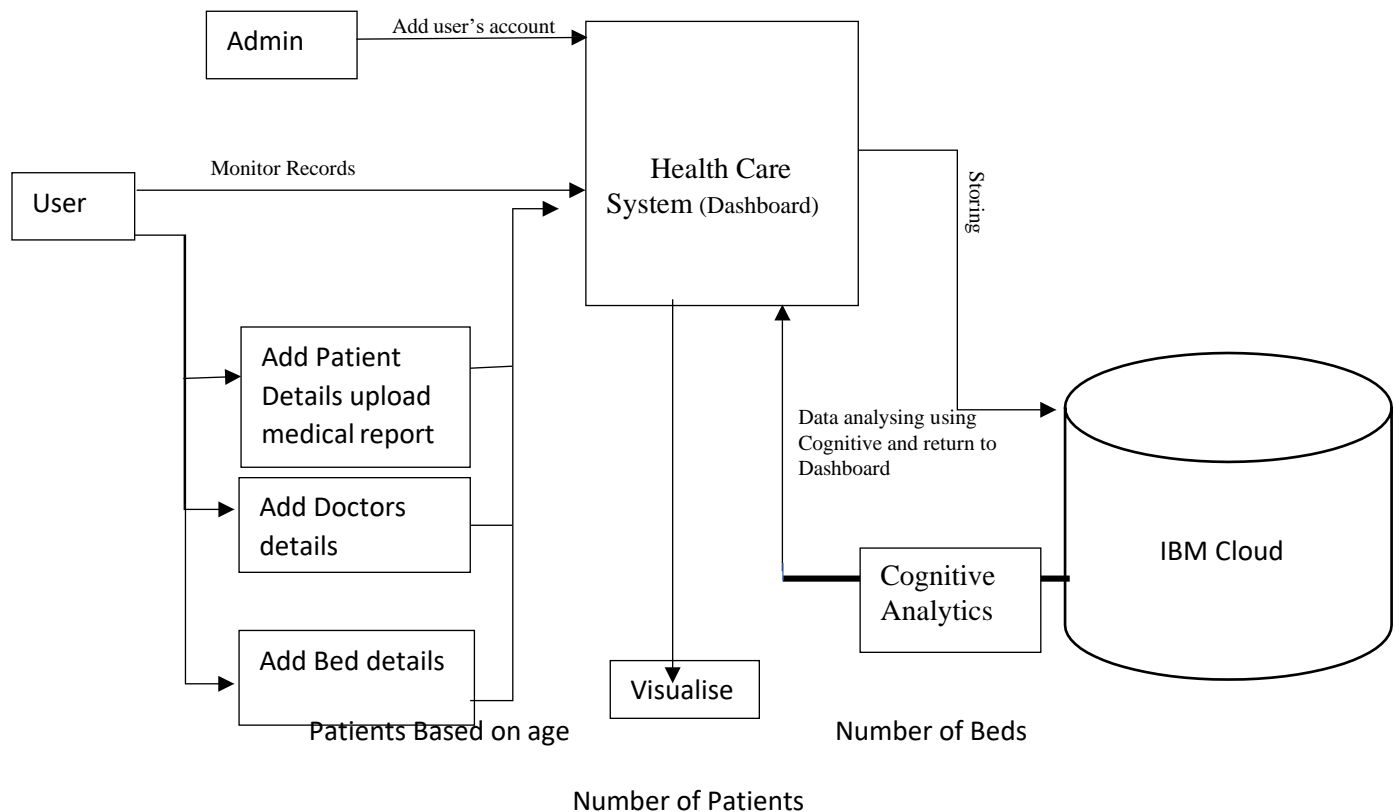 Admin
Add user's account
Monitor Records
User
Health Care
System (Dashboard)
Storing
Add Patient
Details upload
medical report
Data analysing using
Cognitive and return to
Dashboard
Add Doctors
details
IBM Cloud
Cognitive
Analytics
Add Bed details
Visualise
Patients Based on age
Number of Beds
Number of Patients